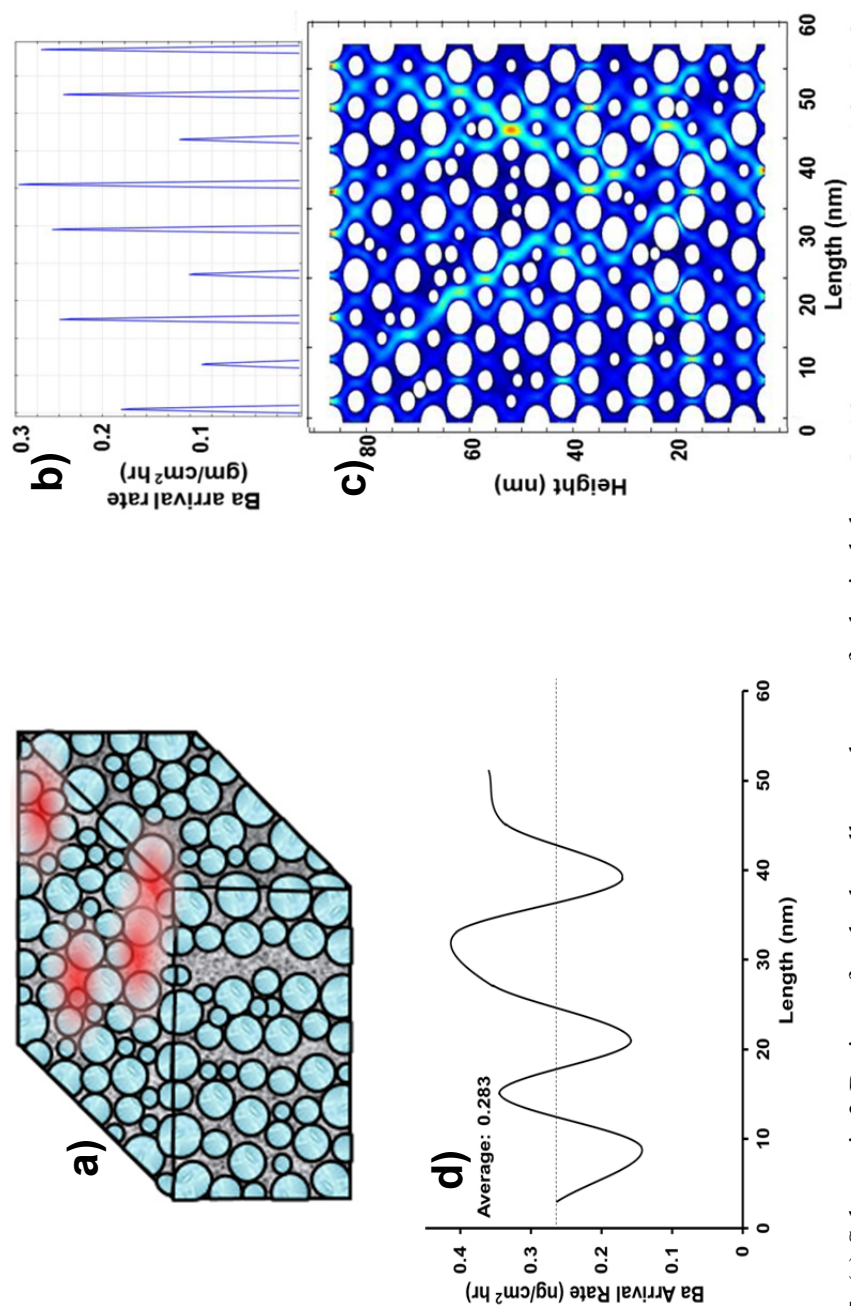 a)
b)
Ba arrival rate
(gm/cm² hr)
0.3
0.2
0.1
c)
Height (nm)
80
60
40
20
0 10 20 30 40 50 60
Length (nm)
d)
Average: 0.283
Ba Arrival Rate (ng/cm² hr)
0.4
0.3
0.2
0.1
0
0 10 20 30 40 50 60
Length (nm)